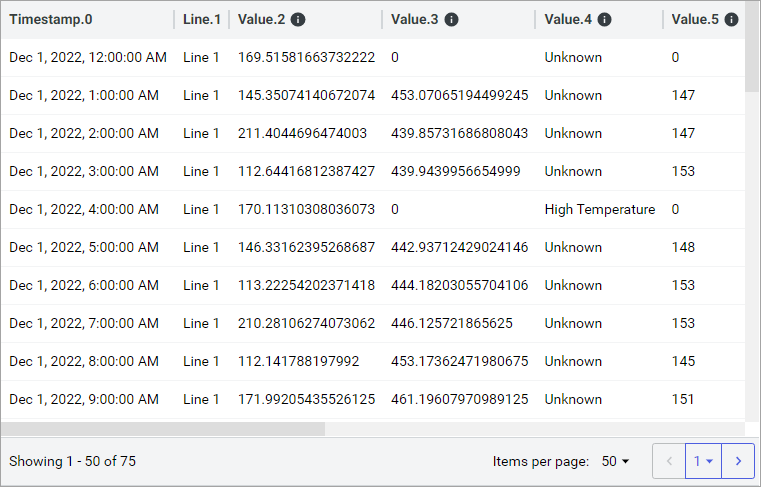 Timestamp.0 Line.1 Value.2 Value.3 Value.4 Value.5
Dec 1, 2022, 12:00:00 AM Line 1 169.51581663732222 0 Unknown 0
Dec 1, 2022, 1:00:00 AM Line 1 145.35074140672074 453.07065194499245 Unknown 147
Dec 1, 2022, 2:00:00 AM Line 1 211.4044696474003 439.85731686808043 Unknown 147
Dec 1, 2022, 3:00:00 AM Line 1 112.64416812387427 439.9439956654999 Unknown 153
Dec 1, 2022, 4:00:00 AM Line 1 170.11310308036073 0 High Temperature 0
Dec 1, 2022, 5:00:00 AM Line 1 146.33162395268687 442.93712429024146 Unknown 148
Dec 1, 2022, 6:00:00 AM Line 1 113.22254202371418 444.18203055704106 Unknown 153
Dec 1, 2022, 7:00:00 AM Line 1 210.28106274073062 446.125721865625 Unknown 153
Dec 1, 2022, 8:00:00 AM Line 1 112.141788197992 453.17362471980675 Unknown 145
Dec 1, 2022, 9:00:00 AM Line 1 171.99205435526125 461.19607970989125 Unknown 151
Showing 1 - 50 of 75 Items per page: 50 1